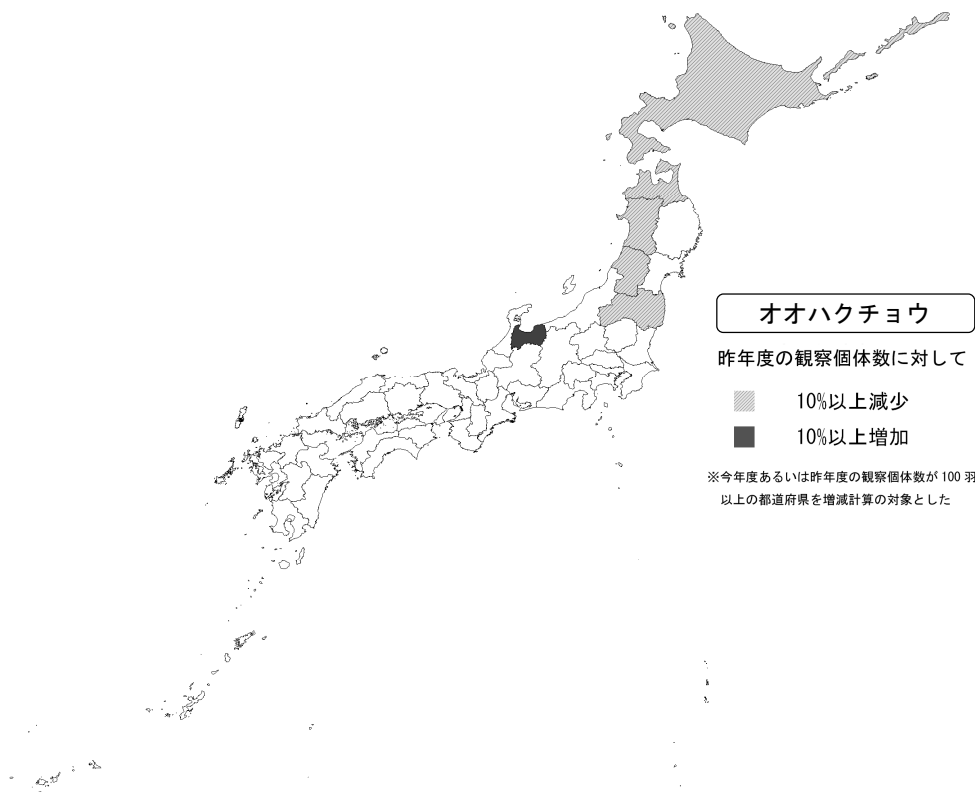 オオハクチョウ
昨年度の観察個体数に対して
10%以上減少
10%以上増加
※今年度あるいは昨年度の観察個体数が100羽
以上の都道府県を増減計算の対象とした